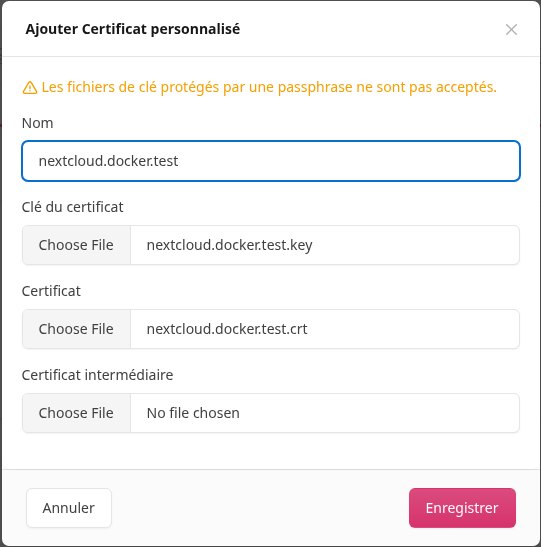 Ajouter Certificat personnalisé
Les fichiers de clé protégés par une passphrase ne sont pas acceptés.
Nom
nextcloud.docker.test
Clé du certificat
Choose File nextcloud.docker.test.key
Certificat
Choose File nextcloud.docker.test.crt
Certificat intermédiaire
Choose File No file chosen
Annuler Enregistrer